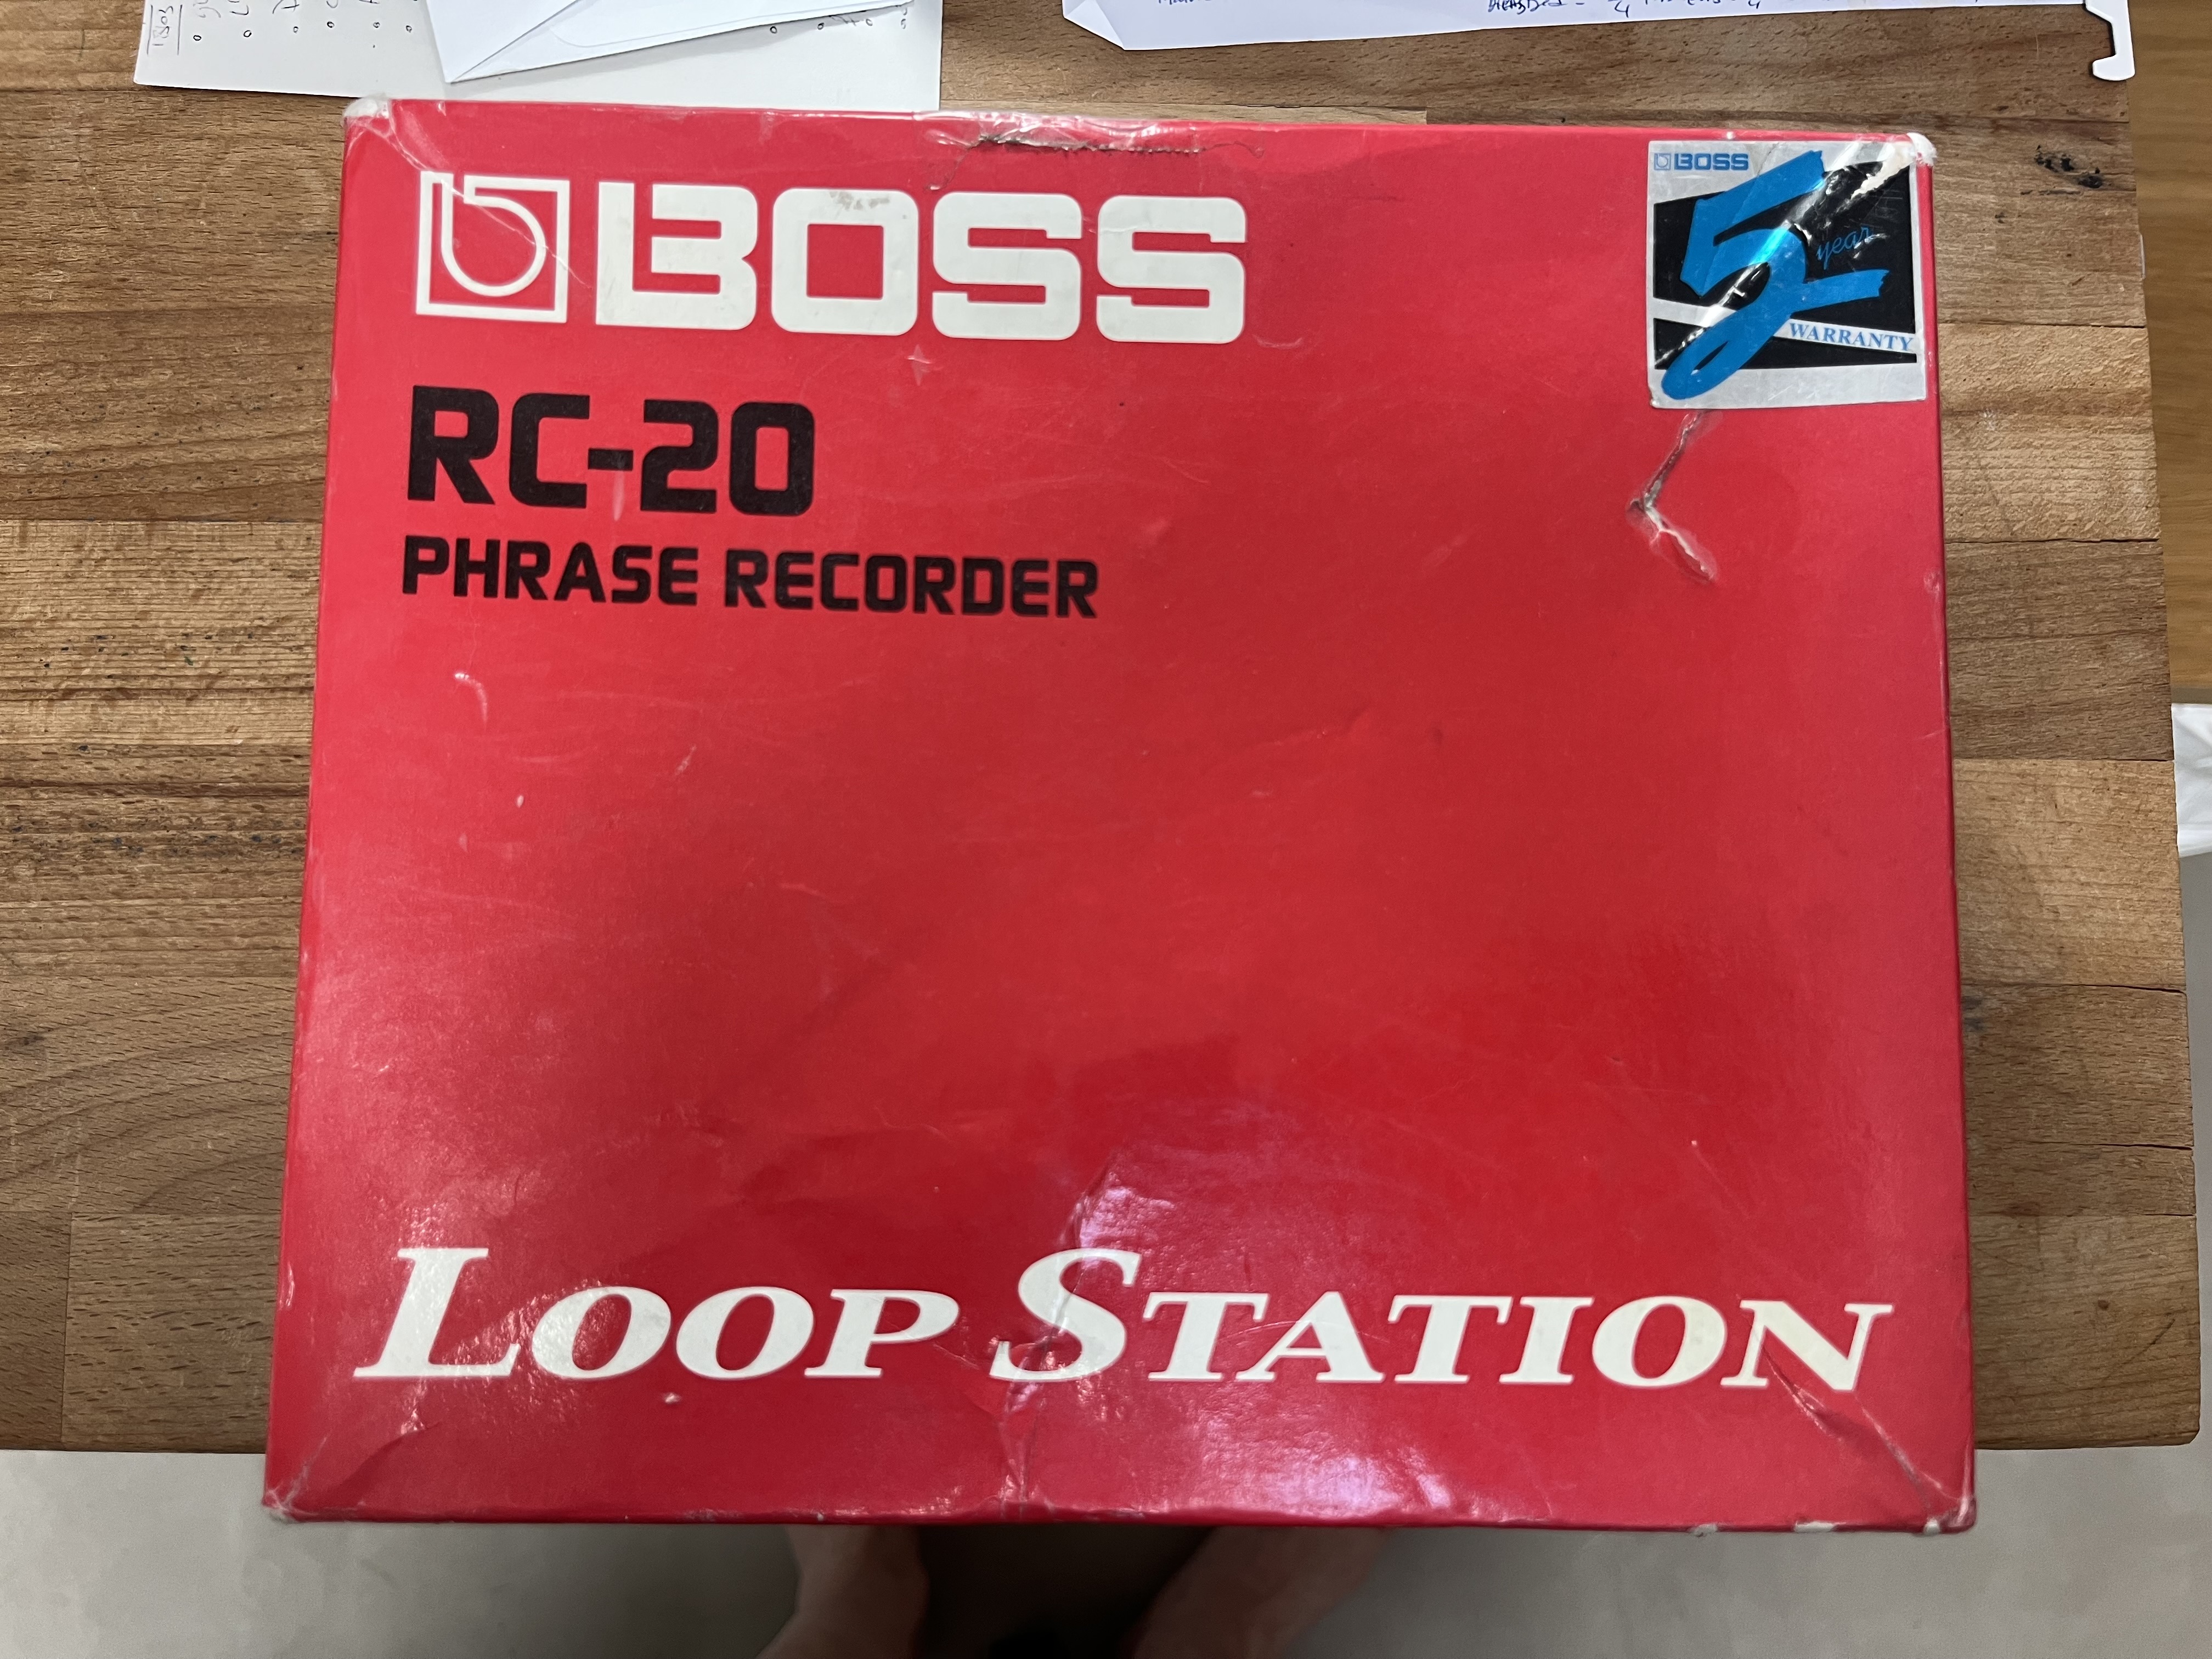 BOSS
BOSS
5 year
WARRANTY
RC-20
PHRASE RECORDER
LOOP STATION